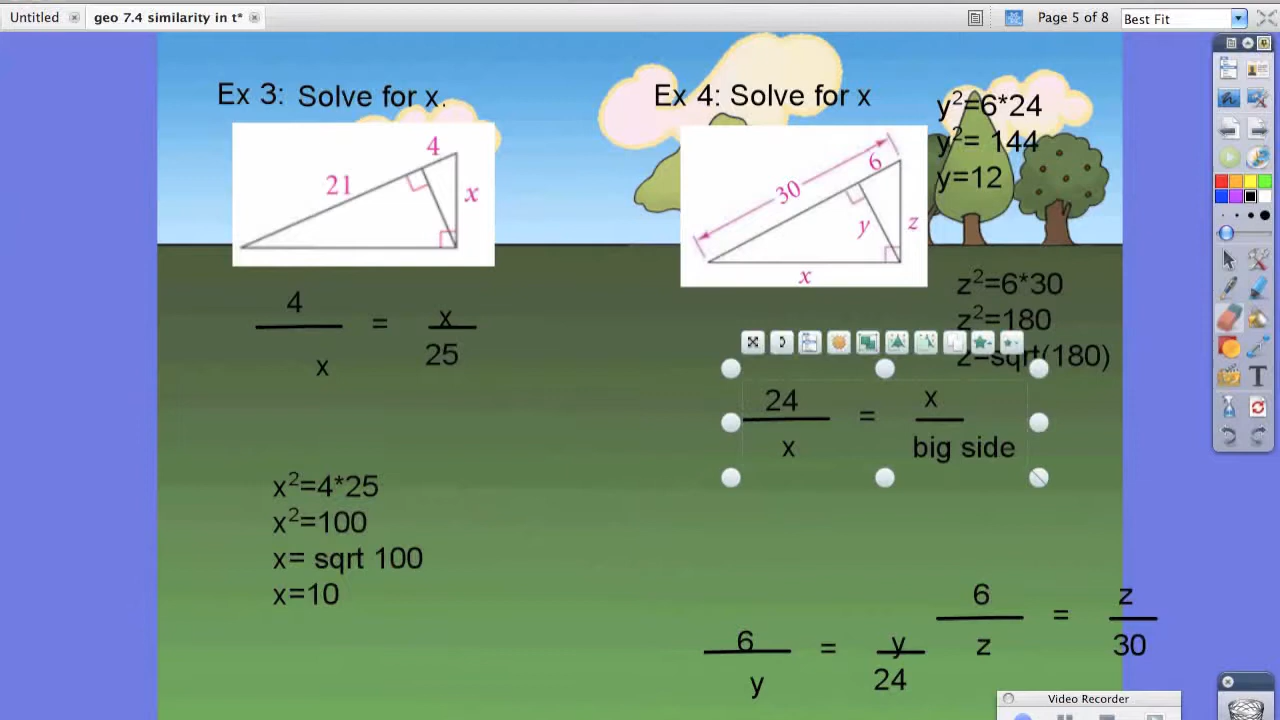 Untitled
geo 7.4 similarity in t*
Page 5 of 8
Best Fit
Ex 3: Solve for x.
4
21
x
4
x
=
x
25
x²=4*25
x²=100
x= sqrt 100
x=10
Ex 4: Solve for x
6
30
y
z
x
y²=6*24
y²= 144
y=12
z²=6*30
z²=180
z=sqrt(180)
24
x
=
x
big side
6
y
=
y
24
6
z
=
z
30
T
Video Recorder